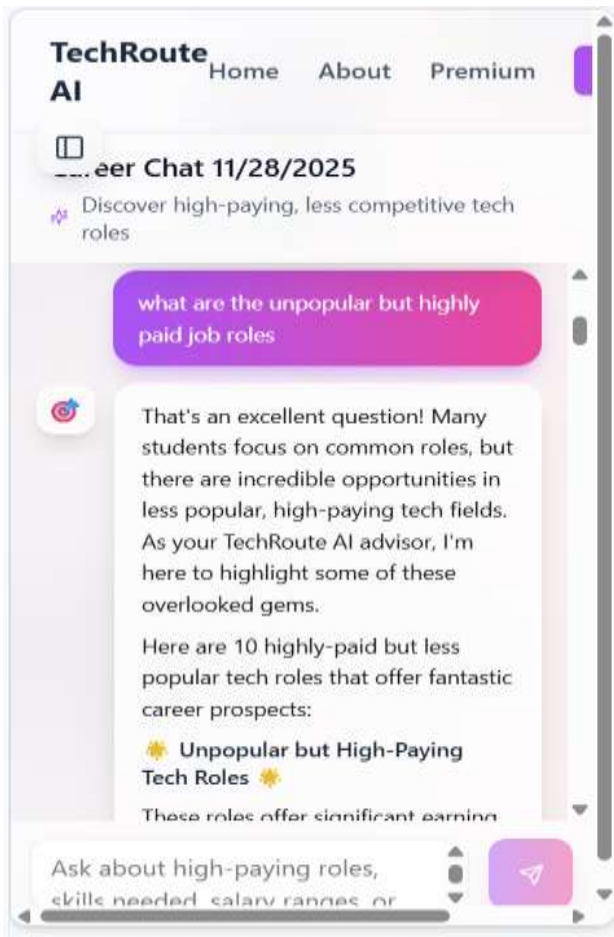 TechRoute
AI
Home About Premium
Career Chat 11/28/2025
Discover high-paying, less competitive tech
roles
what are the unpopular but highly
paid job roles
That's an excellent question! Many
students focus on common roles, but
there are incredible opportunities in
less popular, high-paying tech fields.
As your TechRoute AI advisor, I'm
here to highlight some of these
overlooked gems.
Here are 10 highly-paid but less
popular tech roles that offer fantastic
career prospects:
🌟 Unpopular but High-Paying
Tech Roles 🌟
These roles offer significant earning
Ask about high-paying roles,
skills needed, salary ranges, or